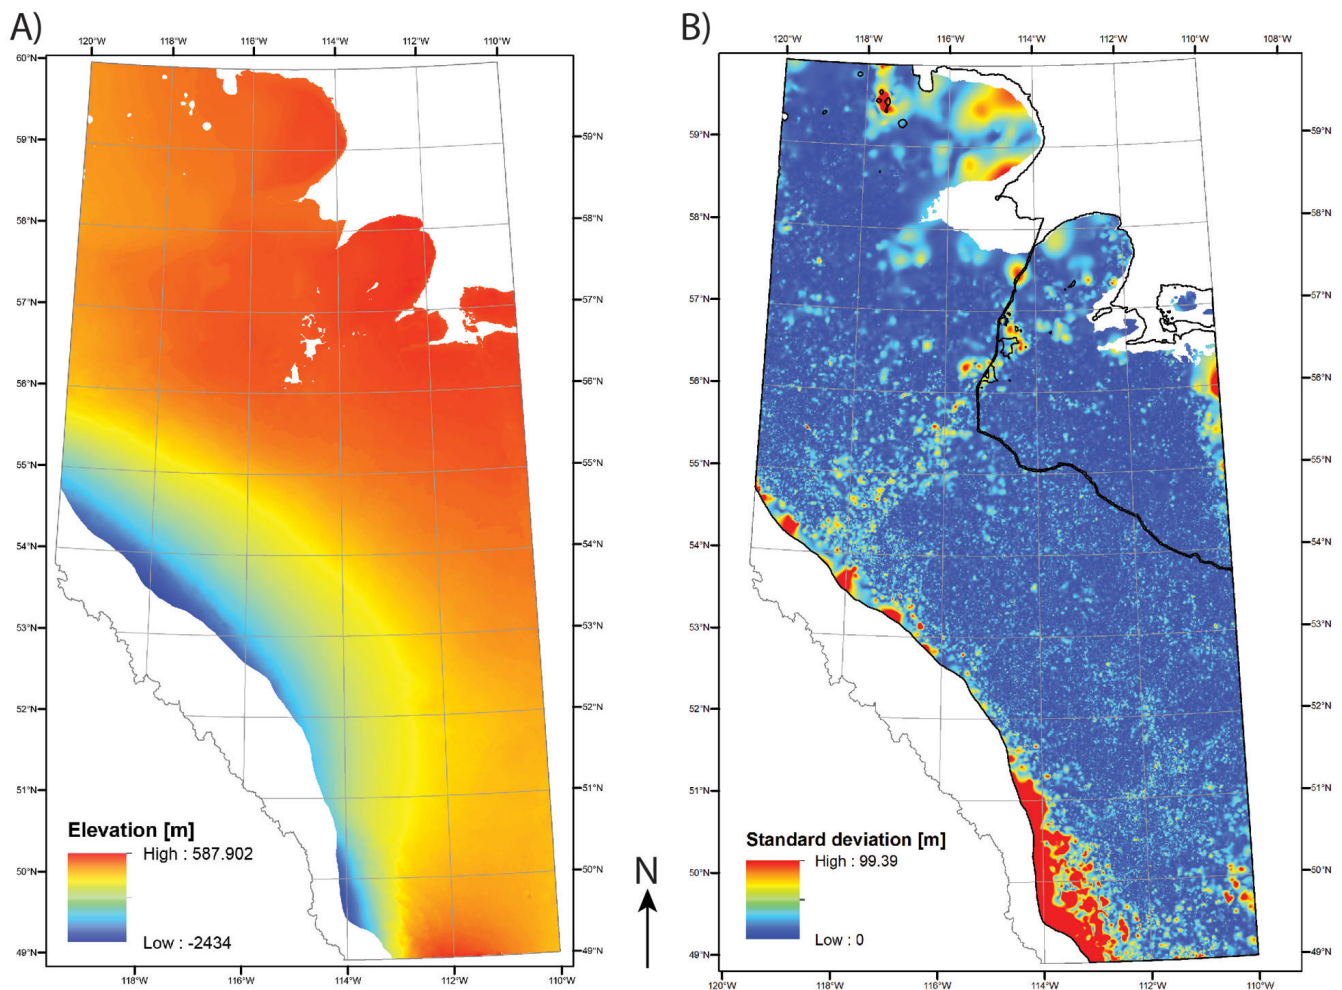 A)
B)
120°W 118°W 116°W 114°W 112°W 110°W
120°W 118°W 116°W 114°W 112°W 110°W 108°W
60°N
59°N
58°N
57°N
56°N
55°N
54°N
53°N
52°N
51°N
50°N
49°N
59°N
58°N
57°N
56°N
55°N
54°N
53°N
52°N
51°N
50°N
49°N
59°N
58°N
57°N
56°N
55°N
54°N
53°N
52°N
51°N
50°N
49°N
59°N
58°N
57°N
56°N
55°N
54°N
53°N
52°N
51°N
50°N
49°N
Elevation [m]
High : 587.902
Low : -2434
N
Standard deviation [m]
High : 99.39
Low : 0
118°W 116°W 114°W 112°W 110°W
120°W 118°W 116°W 114°W 112°W 110°W